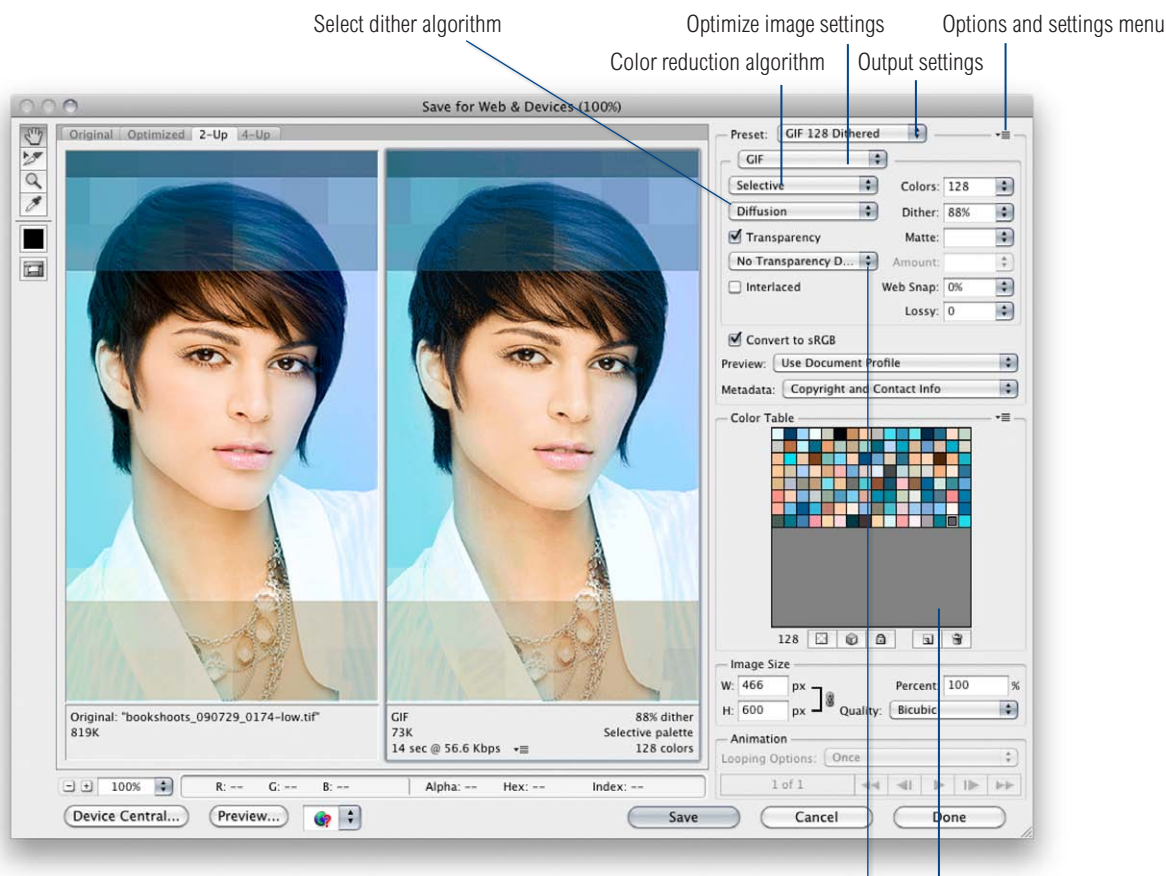 Select dither algorithm
Optimize image settings
Options and settings menu
Color reduction algorithm
Output settings
Save for Web & Devices (100%)
Original Optimized 2-Up 4-Up
Preset: GIF 128 Dithered
GIF
Selective
Colors: 128
Diffusion
Dither: 88%
Transparency
Matte:
No Transparency D...
Amount:
Interlaced
Web Snap: 0%
Lossy: 0
Convert to sRGB
Preview: Use Document Profile
Metadata: Copyright and Contact Info
Color Table
128
Image Size
W: 466 px
Percent: 100 %
H: 600 px
Quality: Bicubic
Original: "bookshoots_090729_0174-low.tif"
819K
GIF
88% dither
73K
Selective palette
14 sec @ 56.6 Kbps
128 colors
Animation
Looping Options: Once
1 of 1
100%
R: -- G: -- B: --
Alpha: -- Hex: -- Index: --
Device Central...
Preview...
Save
Cancel
Done